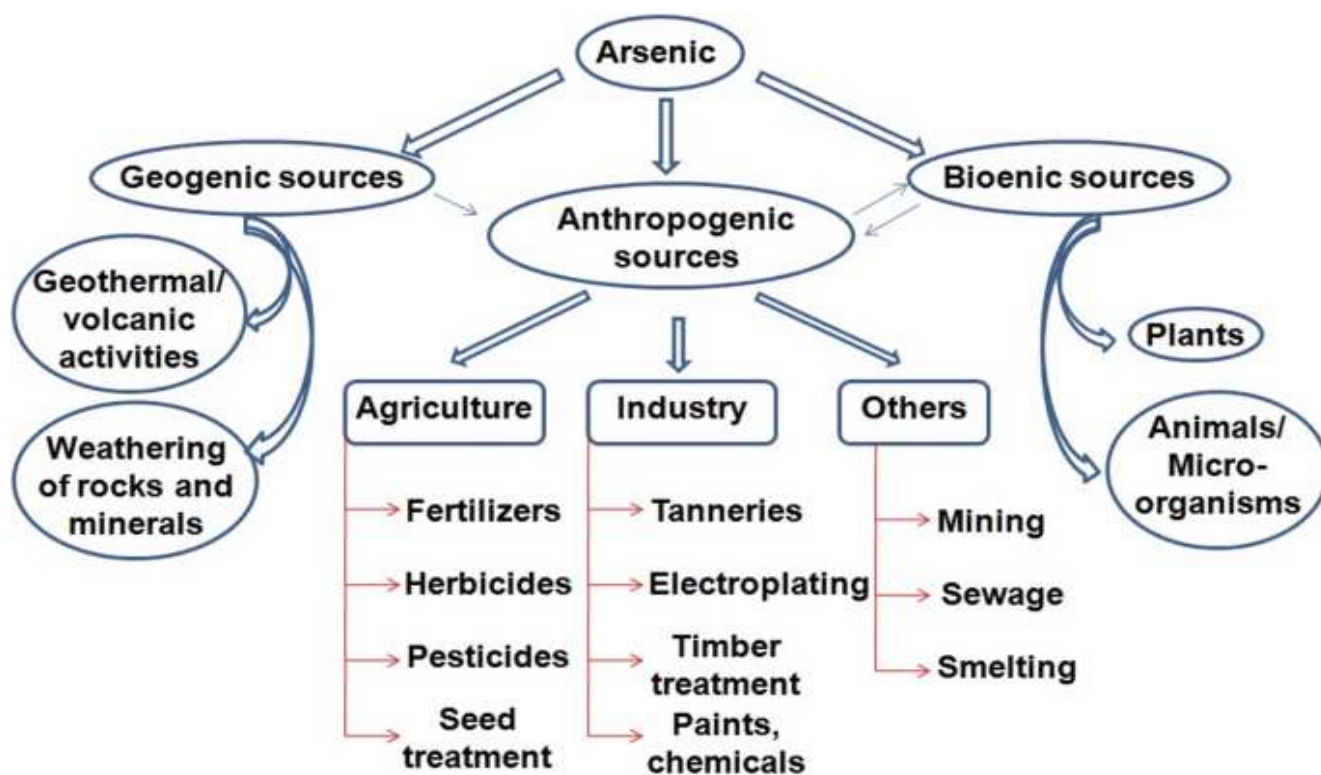 Arsenic
Geogenic sources
Bioenic sources
Anthropogenic
sources
Geothermal/
volcanic
activities
Plants
Weathering
of rocks and
minerals
Animals/
Micro-
organisms
Agriculture
Fertilizers
Herbicides
Pesticides
Seed
treatment
Industry
Tanneries
Electroplating
Timber
treatment
Paints,
chemicals
Others
Mining
Sewage
Smelting